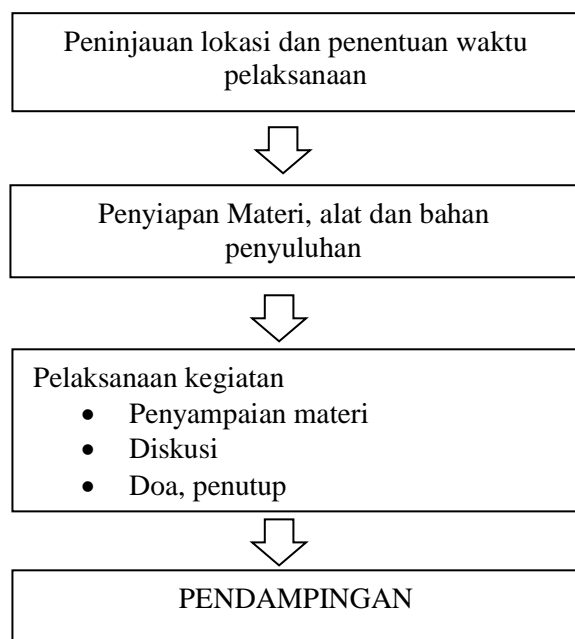 Peninjauan lokasi dan penentuan waktu
pelaksanaan
Penyiapan Materi, alat dan bahan
penyuluhan
Pelaksanaan kegiatan
• Penyampaian materi
• Diskusi
• Doa, penutup
PENDAMPINGAN